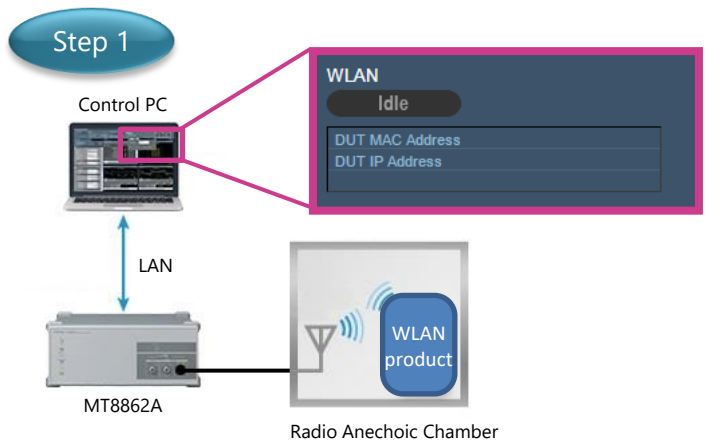 Step 1
Control PC
WLAN
Idle
DUT MAC Address
DUT IP Address
LAN
WLAN
product
MT8862A
Radio Anechoic Chamber